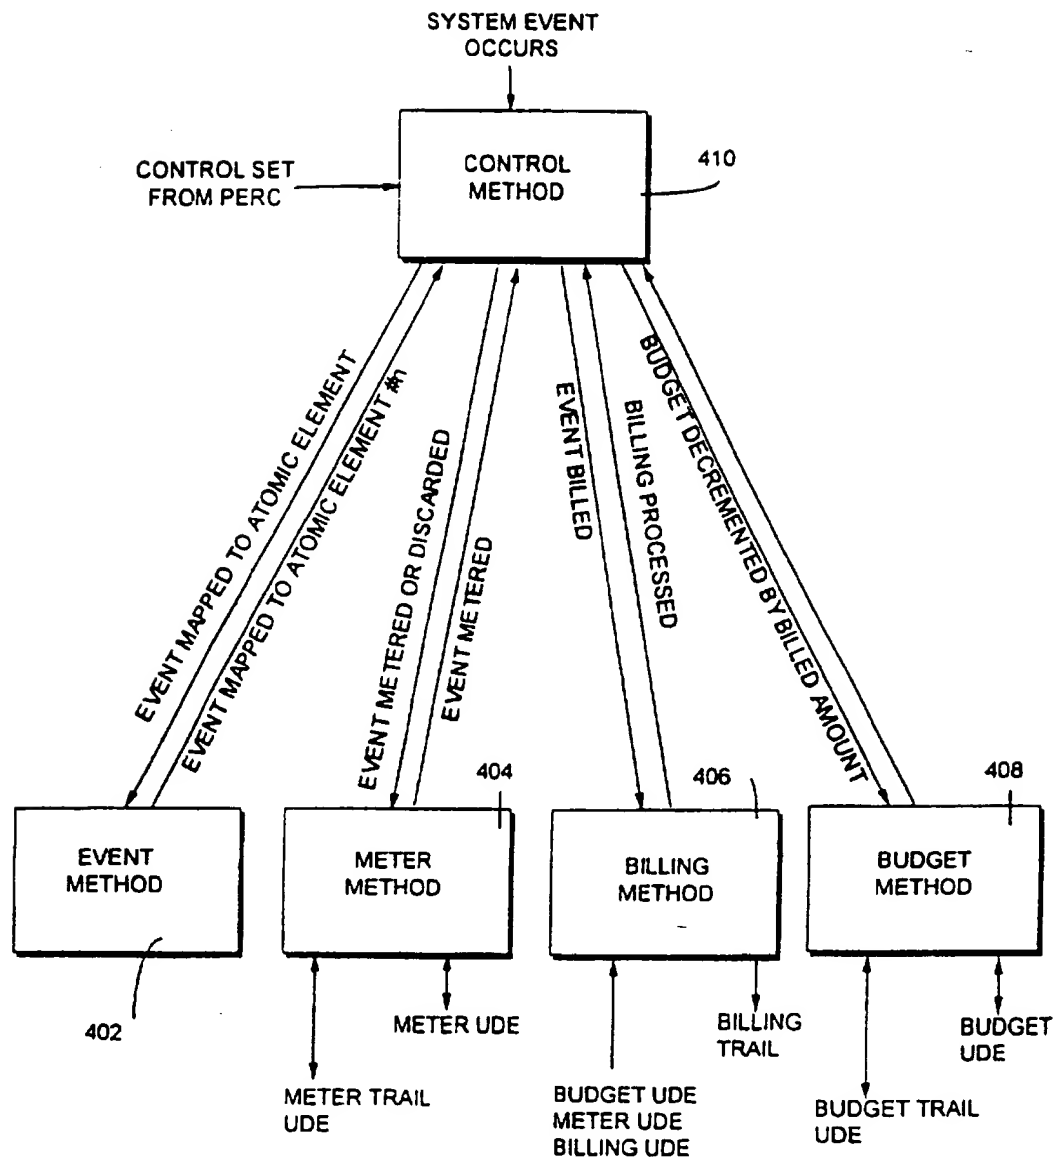 SYSTEM EVENT
OCCURS
CONTROL
METHOD
410
CONTROL SET
FROM PERC
EVENT MAPPED TO ATOMIC ELEMENT
EVENT MAPPED TO ATOMIC ELEMENT #n
EVENT METERED OR DISCARDED
EVENT METERED
EVENT BILLED
BILLING PROCESSED
BUDGET DECREMENTED BY BILLED AMOUNT
404
406
408
EVENT
METHOD
METER
METHOD
BILLING
METHOD
BUDGET
METHOD
402
METER UDE
BILLING
TRAIL
BUDGET
UDE
METER TRAIL
UDE
BUDGET UDE
METER UDE
BILLING UDE
BUDGET TRAIL
UDE